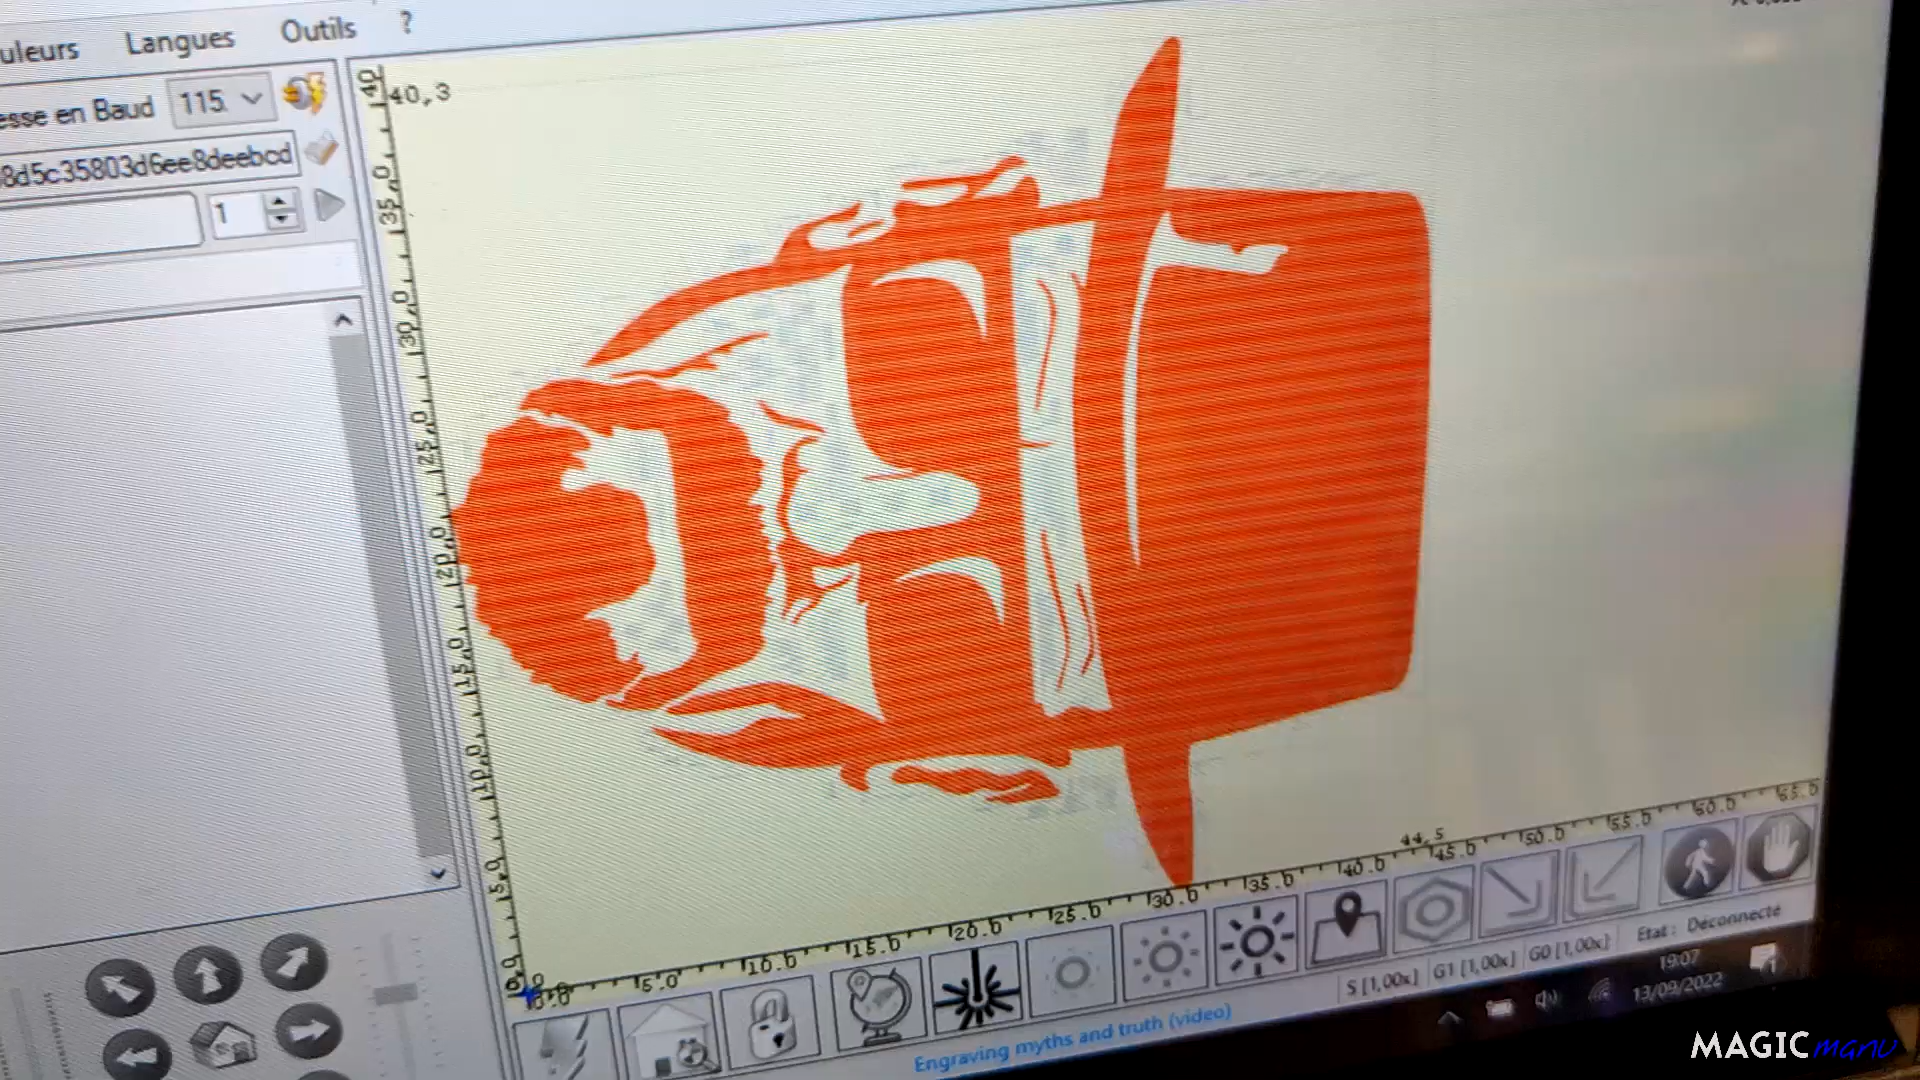 uleurs Langues Outils ?
esse en Baud 115
8d5c35803d6ee8deebcd
1
40
40,3
35,0
30,0
25,0
20,0
15,0
10,0
5,0
0,0
0.0 5.0 10.0 15.0 20.0 25.0 30.0 35.0 40.0 45.0 50.0 55.0 60.0 65.0
44,5
S [1,00x] G1 [1,00x] G0 [1,00x] Etat : Déconnecté
Engraving myths and truth (video)
19:07
13/09/2022
MAGIC manu